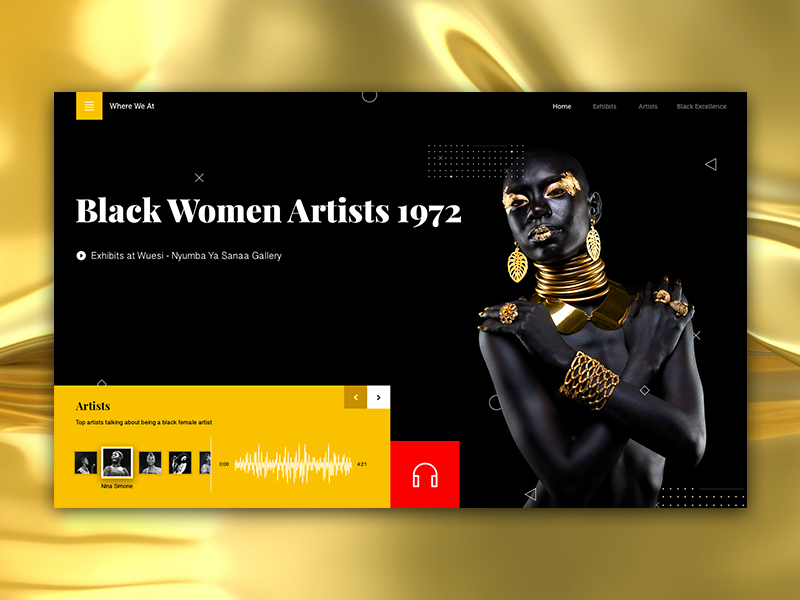 Where We At
Home Exhibits Artists Black Excellence
Black Women Artists 1972
Exhibits at Wuesi - Nyumba Ya Sanaa Gallery
Artists
Top artists talking about being a black female artist
0:00 4:21
Nina Simone